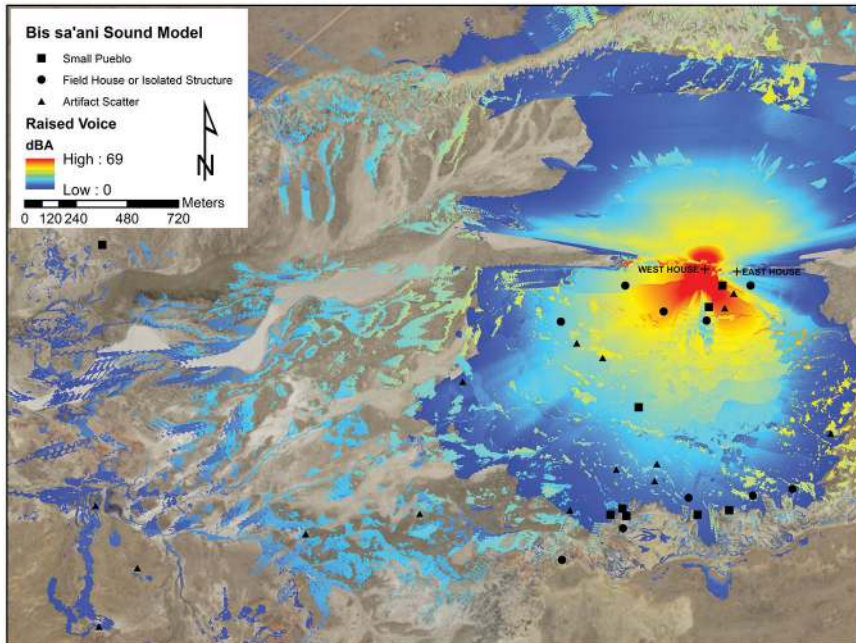 Bis sa'ani Sound Model
Small Pueblo
Field House or Isolated Structure
Artifact Scatter
Raised Voice
dBA
High : 69
Low : 0
N
Meters
0 120 240 480 720
WEST HOUSE
EAST HOUSE